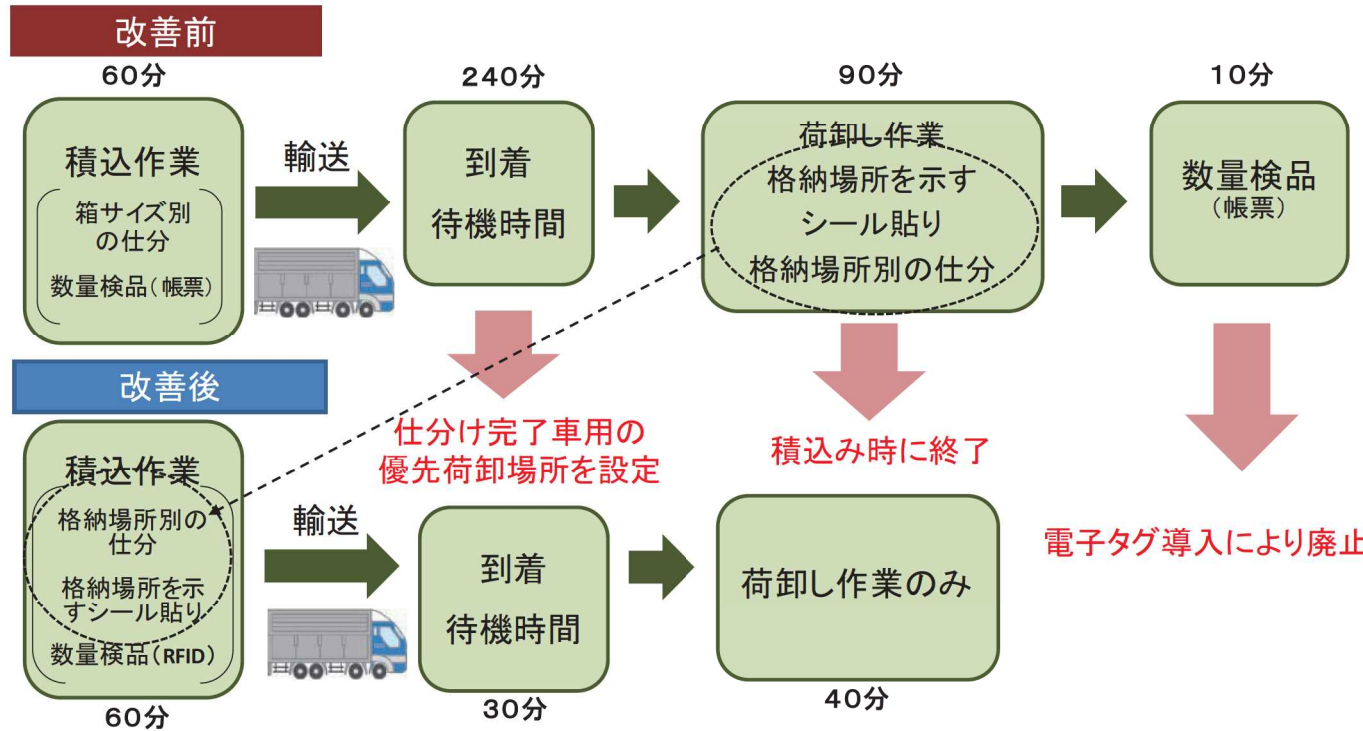 改善前
60分
積込作業
箱サイズ別
の仕分
数量検品(帳票)
輸送
240分
到着
待機時間
90分
荷卸し作業
格納場所を示す
シール貼り
格納場所別の仕分
10分
数量検品
(帳票)
仕分け完了車用の
優先荷卸場所を設定
積込み時に終了
電子タグ導入により廃止
改善後
積込作業
格納場所別の
仕分
格納場所を示
すシール貼り
数量検品(RFID)
60分
輸送
到着
待機時間
30分
荷卸し作業のみ
40分